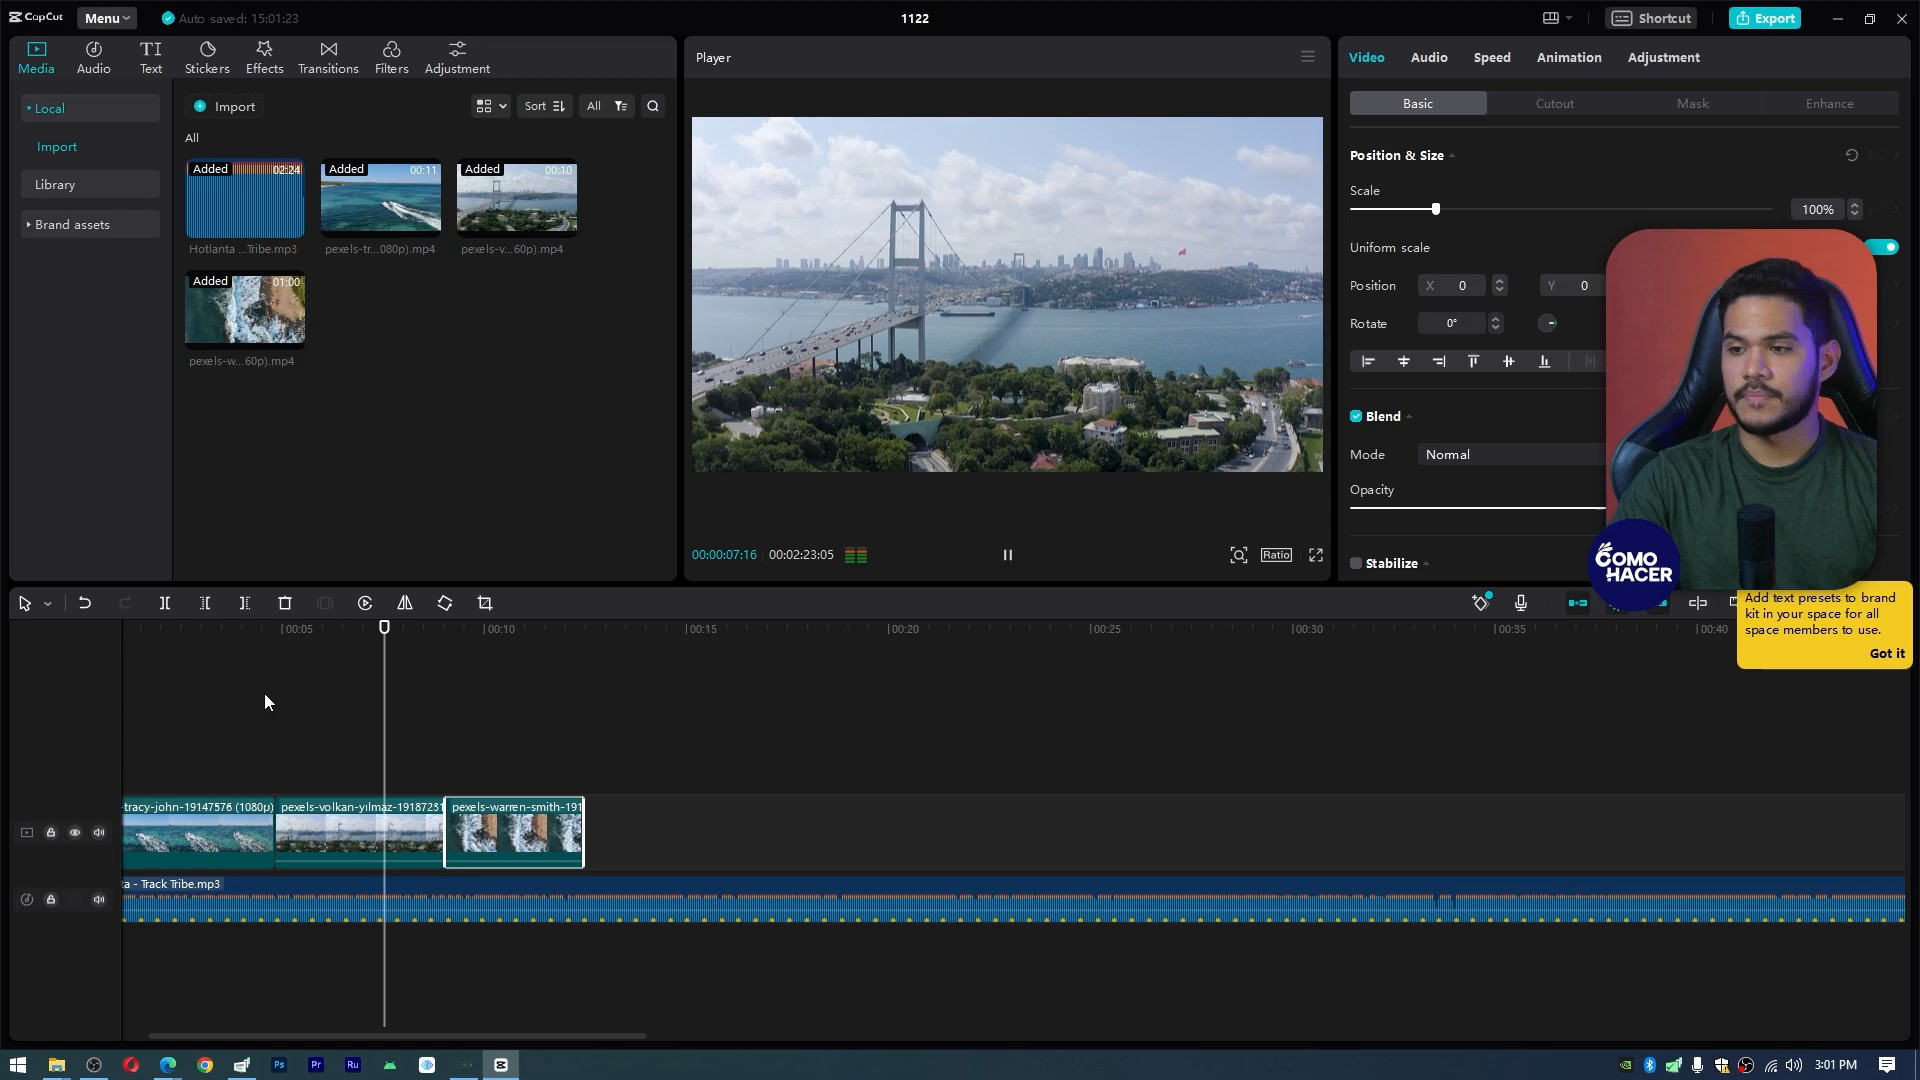 CapCut
Menu
Auto saved: 15:01:23
1122
Shortcut
Export
Media
Audio
Text
Stickers
Effects
Transitions
Filters
Adjustment
Local
Import
Library
Brand assets
Import
Sort
All
All
Added
02:24
Hotlanta ...Tribe.mp3
Added
00:11
pexels-tr...080p).mp4
Added
00:10
pexels-v...60p).mp4
Added
01:00
pexels-w...60p).mp4
Player
00:00:07:16
00:02:23:05
Ratio
Video
Audio
Speed
Animation
Adjustment
Basic
Cutout
Mask
Enhance
Position & Size
Scale
100%
Uniform scale
Position
X 0
Y 0
Rotate
0°
Blend
Mode
Normal
Opacity
Stabilize
COMO
HACER
Add text presets to brand
kit in your space for all
space members to use.
Got it
00:05
00:10
00:15
00:20
00:25
00:30
00:35
00:40
-tracy-john-19147576 (1080p)
pexels-volkan-yılmaz-1918723
pexels-warren-smith-191
ta - Track Tribe.mp3
Ps
Pr
Ru
3:01 PM